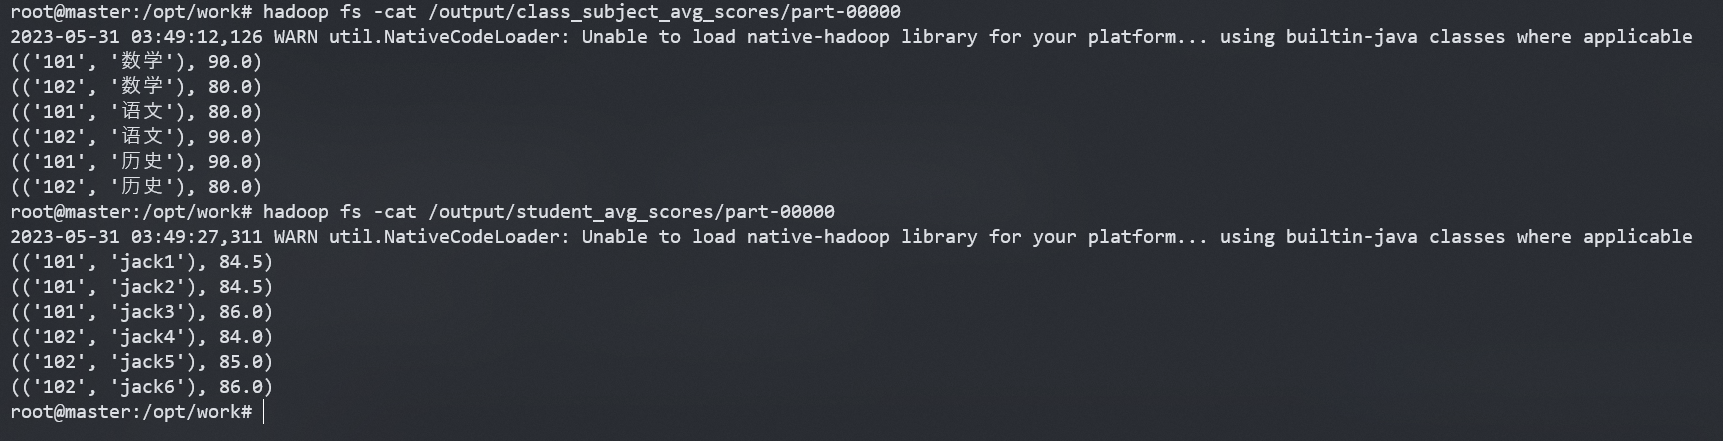 root@master:/opt/work# hadoop fs -cat /output/class_subject_avg_scores/part-00000
2023-05-31 03:49:12,126 WARN util.NativeCodeLoader: Unable to load native-hadoop library for your platform... using builtin-java classes where applicable
(('101', '数学'), 90.0)
(('102', '数学'), 80.0)
(('101', '语文'), 80.0)
(('102', '语文'), 90.0)
(('101', '历史'), 90.0)
(('102', '历史'), 80.0)
root@master:/opt/work# hadoop fs -cat /output/student_avg_scores/part-00000
2023-05-31 03:49:27,311 WARN util.NativeCodeLoader: Unable to load native-hadoop library for your platform... using builtin-java classes where applicable
(('101', 'jack1'), 84.5)
(('101', 'jack2'), 84.5)
(('101', 'jack3'), 86.0)
(('102', 'jack4'), 84.0)
(('102', 'jack5'), 85.0)
(('102', 'jack6'), 86.0)
root@master:/opt/work#